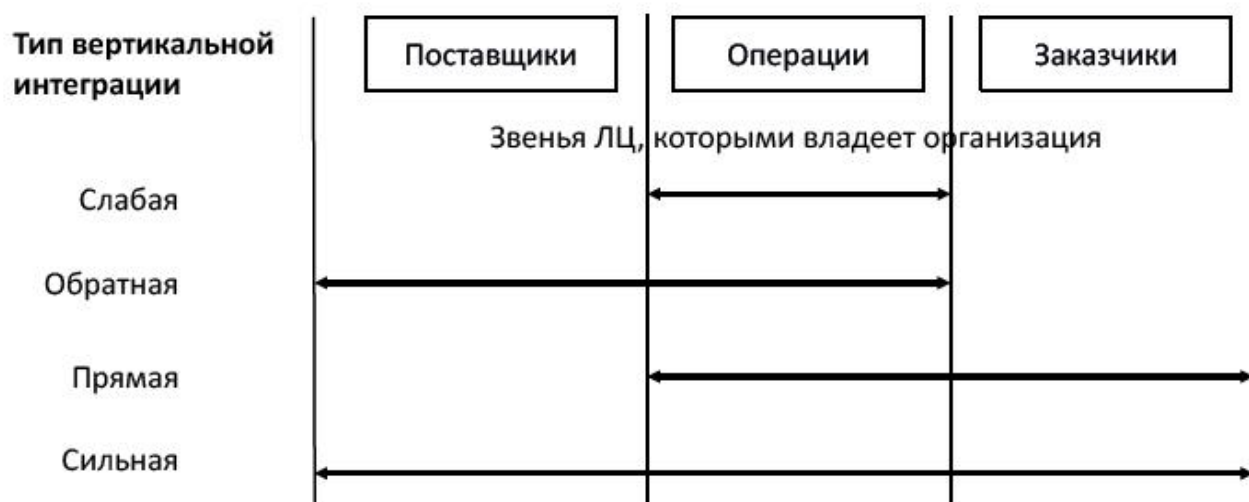 Тип вертикальной
интеграции
Поставщики
Операции
Заказчики
Звенья ЛЦ, которыми владеет организация
Слабая
Обратная
Прямая
Сильная